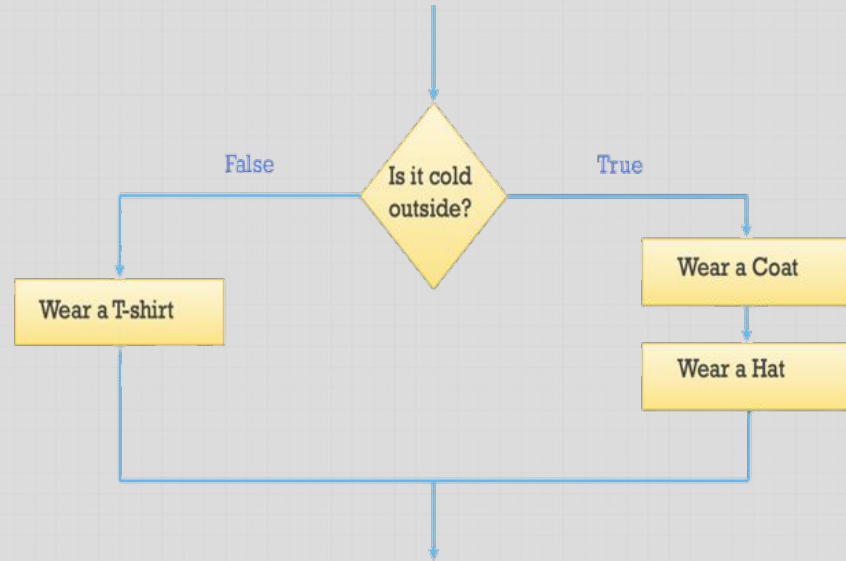 Is it cold
outside?
False
True
Wear a T-shirt
Wear a Coat
Wear a Hat